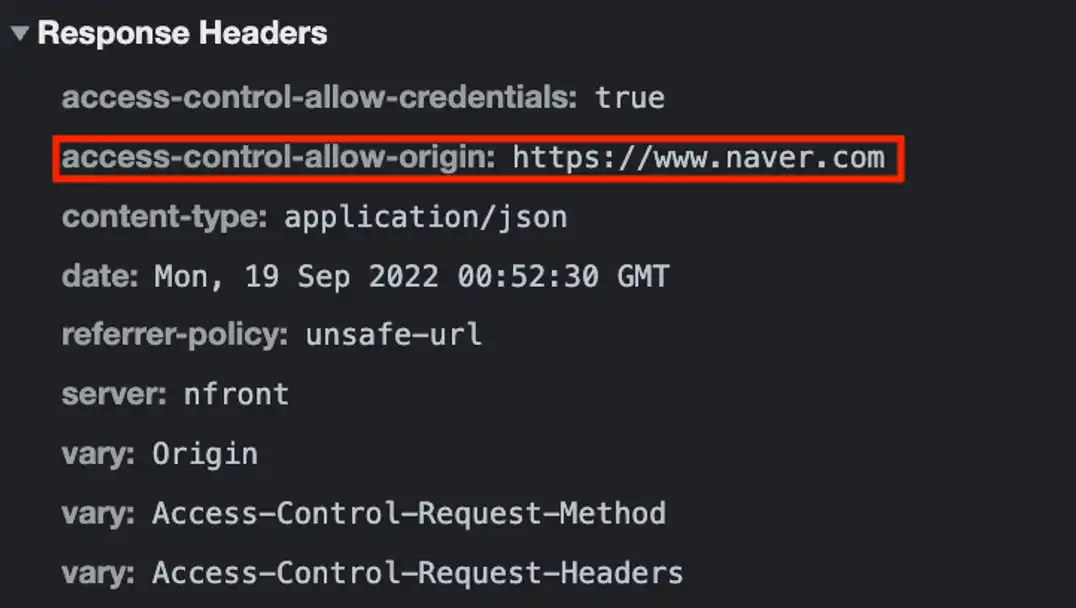 Response Headers
access-control-allow-credentials: true
access-control-allow-origin: https://www.naver.com
content-type: application/json
date: Mon, 19 Sep 2022 00:52:30 GMT
referrer-policy: unsafe-url
server: nfront
vary: Origin
vary: Access-Control-Request-Method
vary: Access-Control-Request-Headers